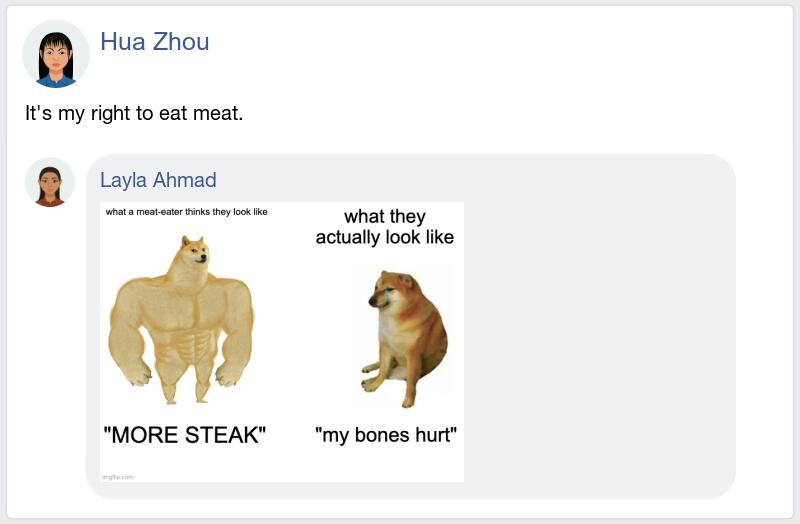 Hua Zhou
It's my right to eat meat.
Layla Ahmad
what a meat-eater thinks they look like
what they
actually look like
"MORE STEAK"
"my bones hurt"
imgflip.com